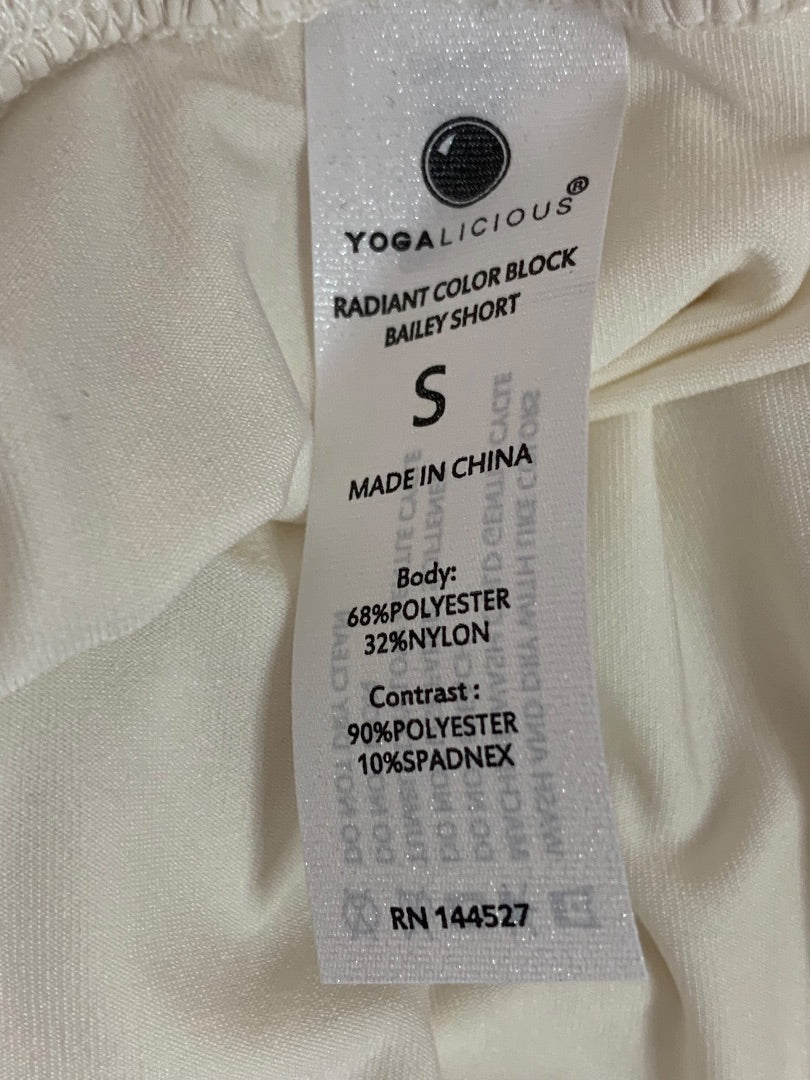 YOGALICIOUS®
RADIANT COLOR BLOCK
BAILEY SHORT
S
MADE IN CHINA
Body:
68%POLYESTER
32%NYLON
Contrast :
90%POLYESTER
10%SPADNEX
RN 144527